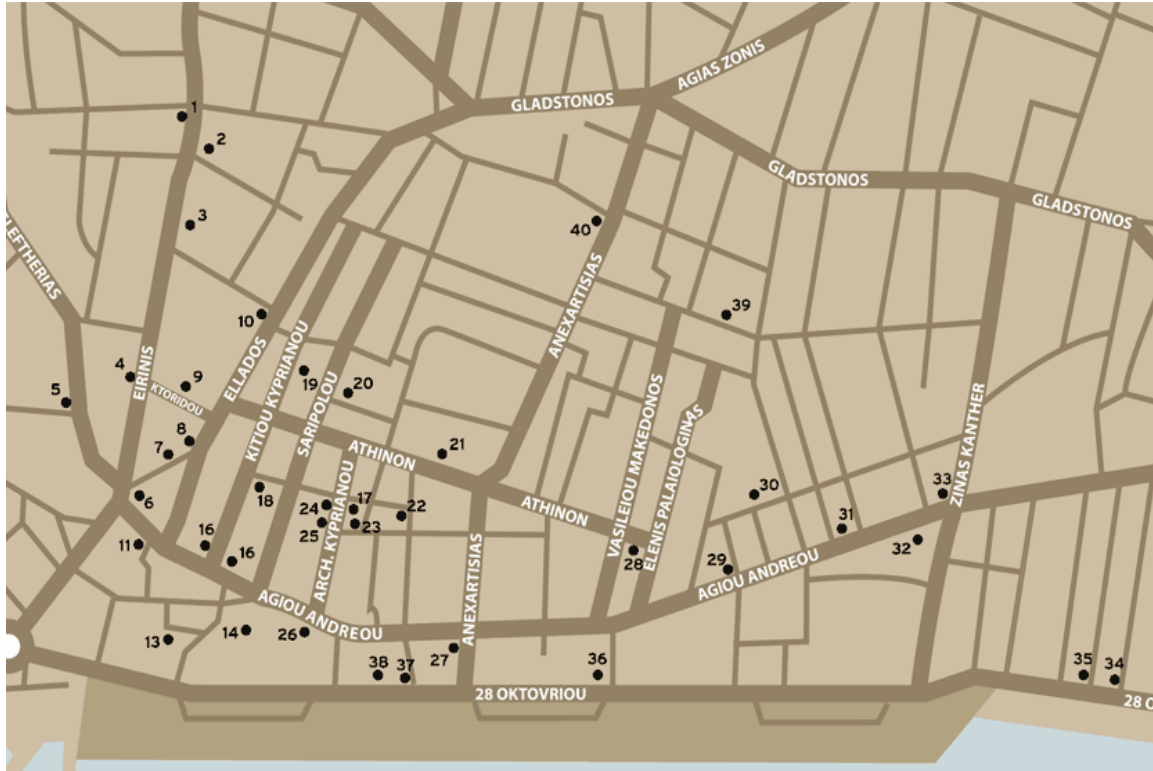 AGIAS ZONIS
GLADSTONOS
1
2
GLADSTONOS
3
GLADSTONOS
40
ELEFTHERIAS
10
39
ANEXARTISIAS
4
EIRINIS
9
KTORIDOU
ELLADOS
KITIOU KYPRIANOU
19
SARIPOLOU
20
5
VASILEIOU MAKEDONOS
ELENIS PALAIOLOGINAS
ZINAS KANTHER
8
7
ATHINON
21
6
18
ARCH. KYPRIANOU
24
17
22
25
23
ATHINON
30
33
11
16
16
28
31
32
29
AGIOU ANDREOU
AGIOU ANDREOU
ANEXARTISIAS
13
14
26
27
38
37
36
35
34
28 OKTOVRIOU
28 O